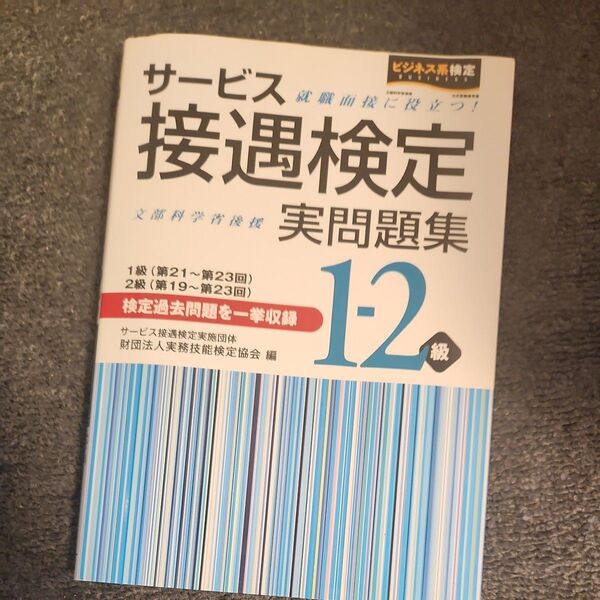 ビジネス系検定
BUSINESS
サービス
就職面接に役立つ!
接遇検定
文部科学省後援
実問題集
1級(第21~第23回)
2級(第19~第23回)
検定過去問題を一挙収録
1-2級
サービス接遇検定実施団体
財団法人実務技能検定協会 編